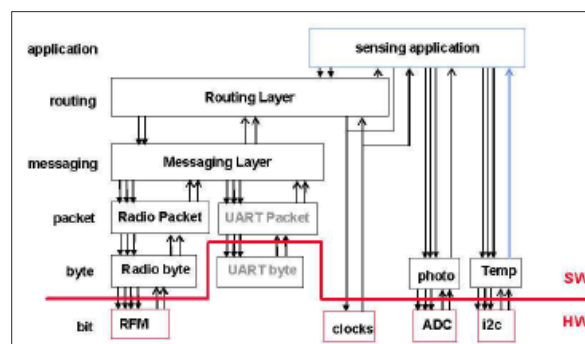 application
sensing application
routing
Routing Layer
messaging
Messaging Layer
packet
Radio Packet
UART Packet
byte
Radio byte
UART byte
photo
Temp
SW
bit
RFM
clocks
ADC
i2c
HW